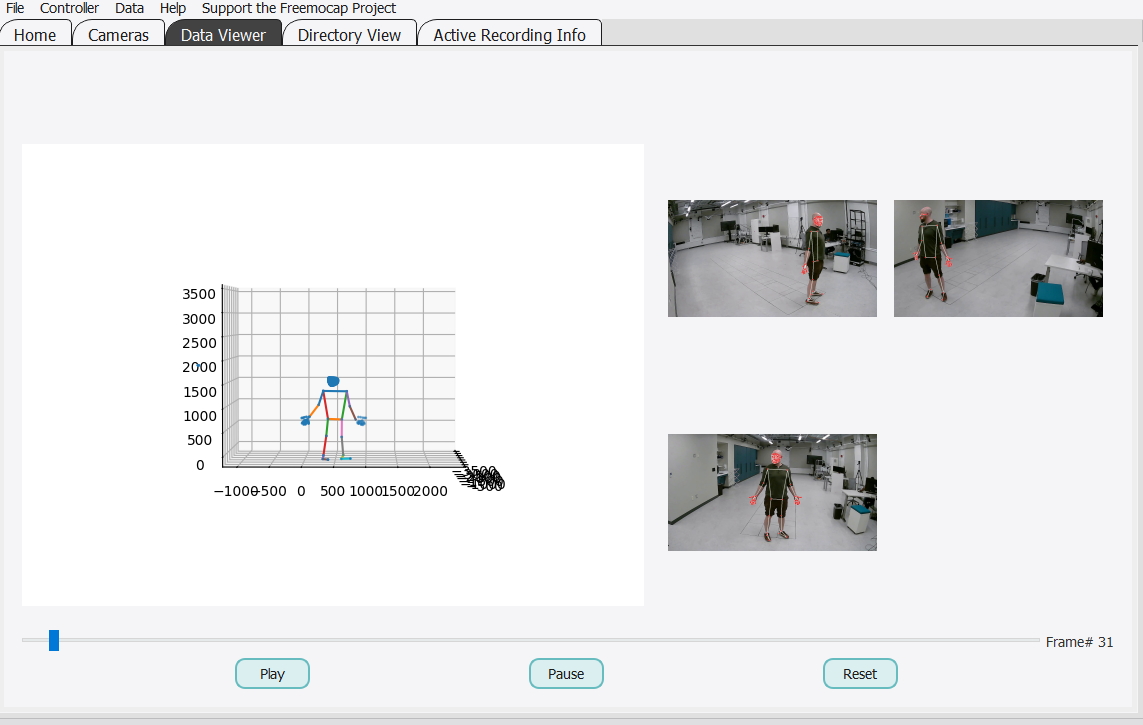 File Controller Data Help Support the Freemocap Project
Home Cameras Data Viewer Directory View Active Recording Info
3500
3000
2500
2000
1500
1000
500
0
−1000 −500 0 500 1000 1500 2000
Frame# 31
Play Pause Reset